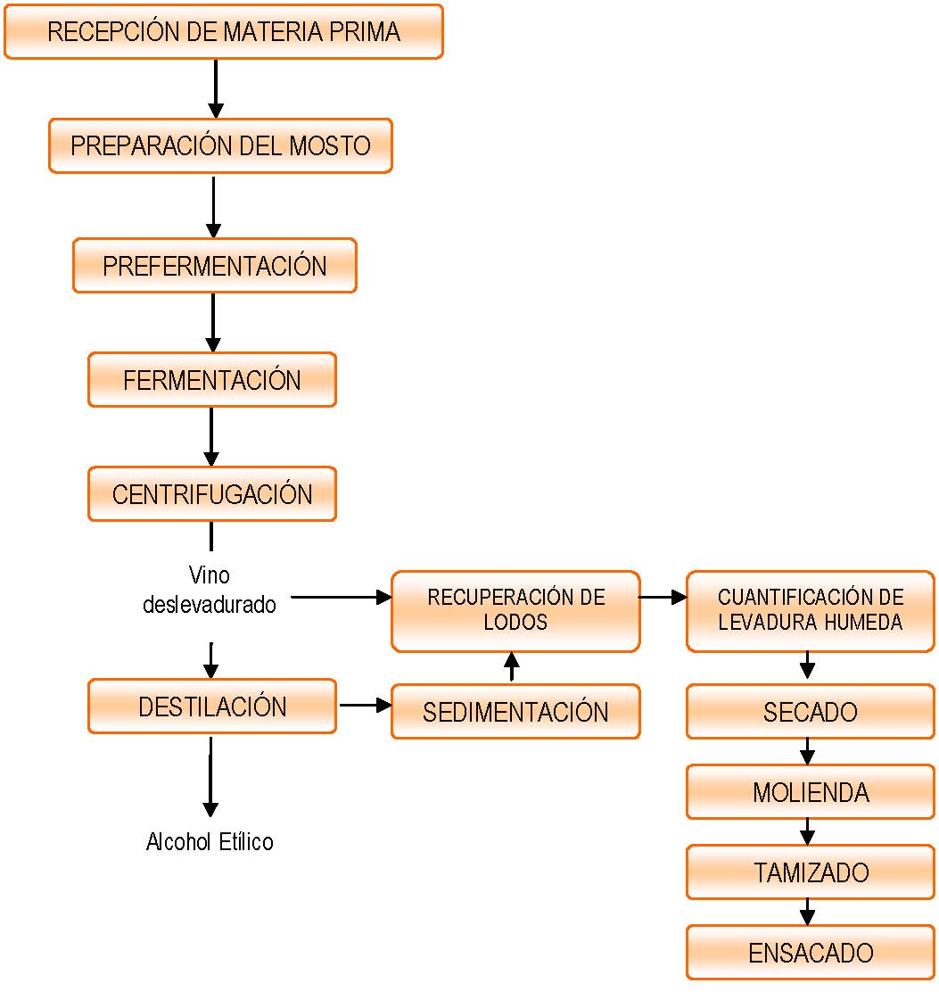 RECEPCIÓN DE MATERIA PRIMA
PREPARACIÓN DEL MOSTO
PREFERMENTACIÓN
FERMENTACIÓN
CENTRIFUGACIÓN
Vino
deslevadurado
RECUPERACIÓN DE
LODOS
CUANTIFICACIÓN DE
LEVADURA HUMEDA
DESTILACIÓN
SEDIMENTACIÓN
SECADO
MOLIENDA
Alcohol Etílico
TAMIZADO
ENSACADO